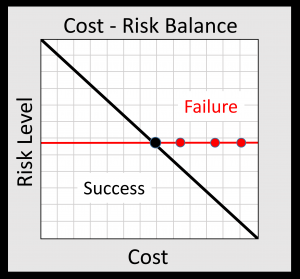 Cost - Risk Balance
Failure
Risk Level
Success
Cost